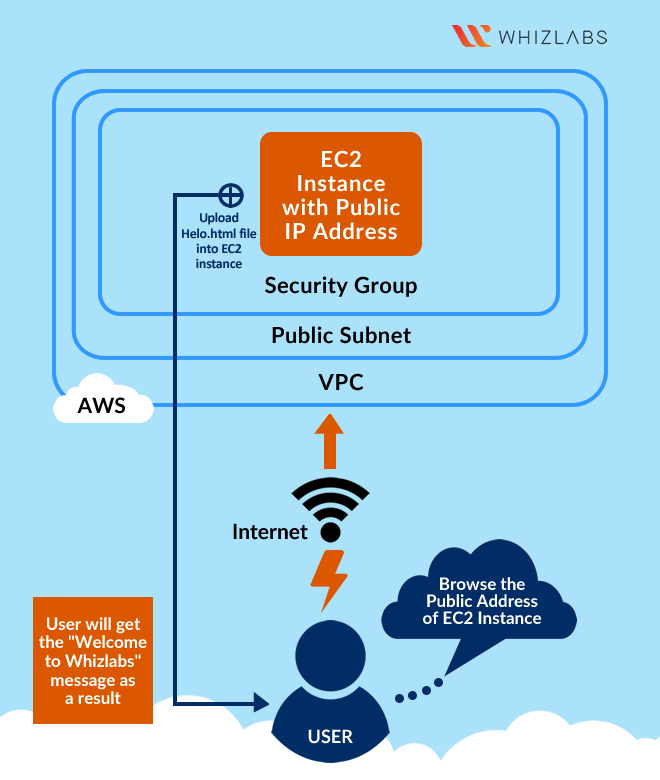 WHIZLABS
EC2
Instance
with Public
IP Address
Upload
Helo.html file
into EC2
instance
Security Group
Public Subnet
VPC
AWS
Internet
Browse the
Public Address
of EC2 Instance
User will get
the "Welcome
to Whizlabs"
message as
a result
USER